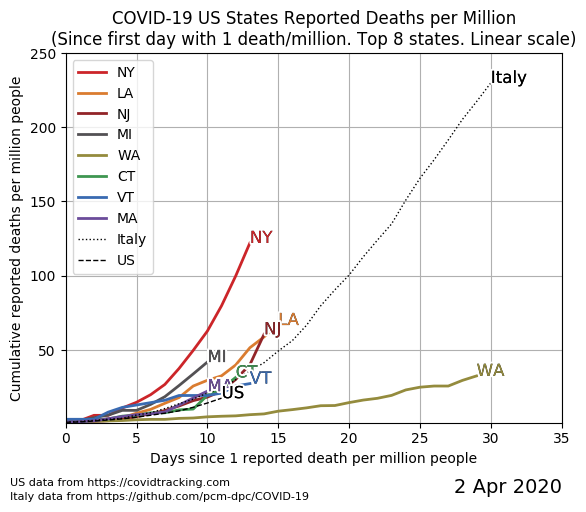 COVID-19 US States Reported Deaths per Million
(Since first day with 1 death/million. Top 8 states. Linear scale)
Cumulative reported deaths per million people
250
200
150
100
50
NY
LA
NJ
MI
WA
CT
VT
MA
Italy
US
Italy
NY
LA
NJ
MI
WA
CT
VT
MA
US
0 5 10 15 20 25 30 35
Days since 1 reported death per million people
US data from https://covidtracking.com
Italy data from https://github.com/pcm-dpc/COVID-19
2 Apr 2020